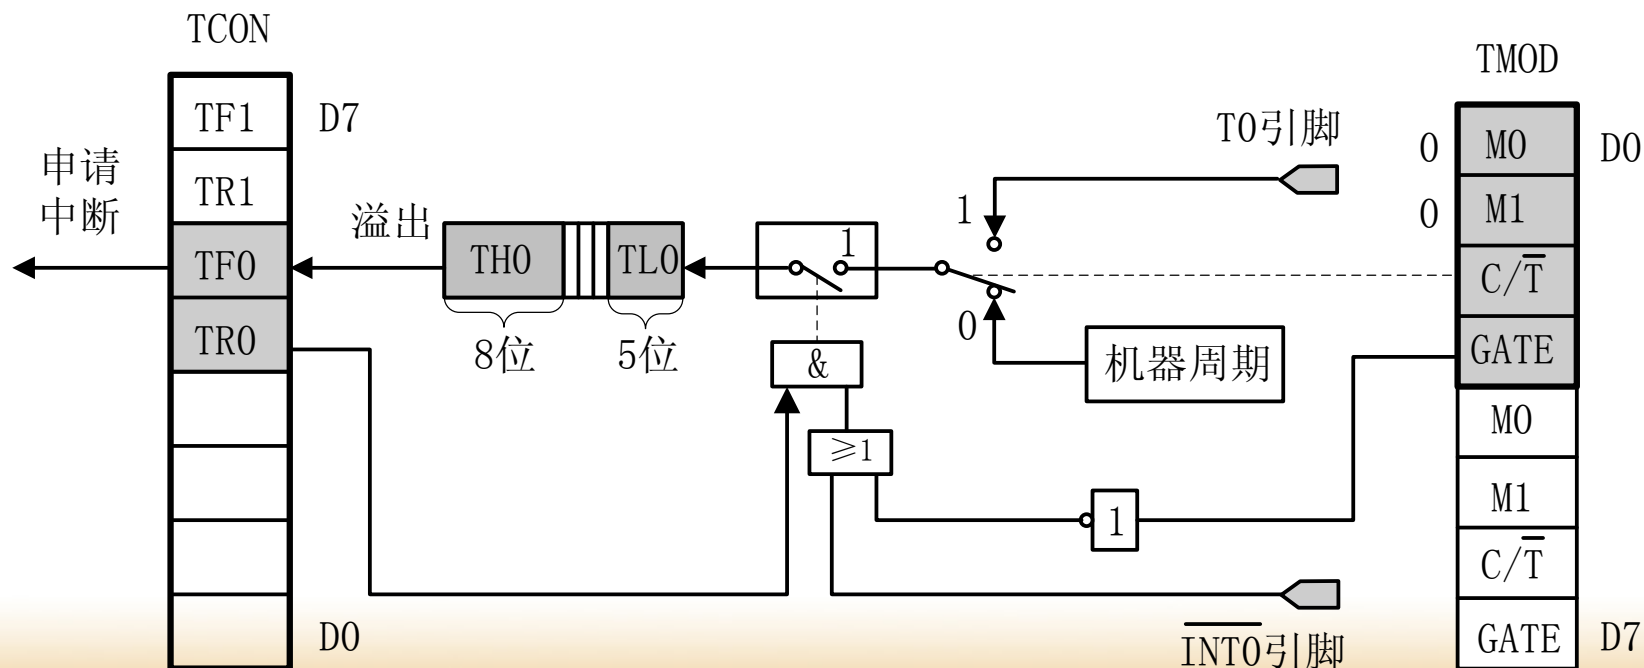 TCON
TMOD
TF1
D7
TR1
TF0
TR0
D0
申请
中断
溢出
TH0
TL0
8位
5位
1
&
≥1
1
0
T0引脚
机器周期
1
INT0引脚
0
0
M0
D0
M1
C/T̅
GATE
M0
M1
C/T̅
GATE
D7